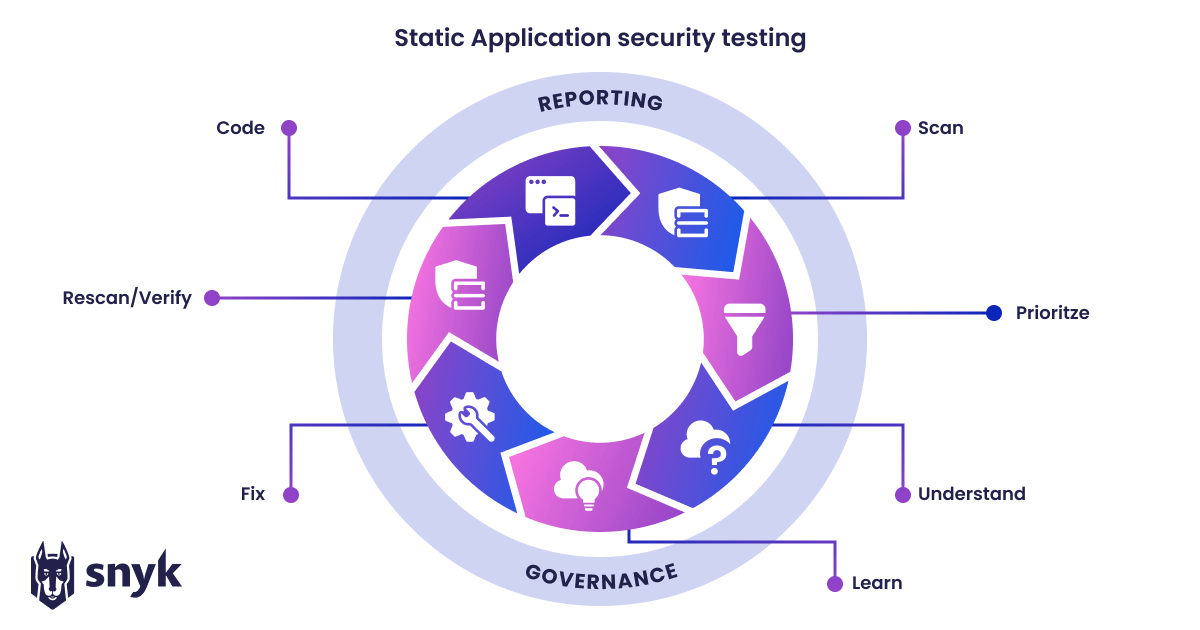 Static Application security testing
REPORTING
Code
Scan
Rescan/Verify
Prioritze
Fix
Understand
Learn
GOVERNANCE
snyk